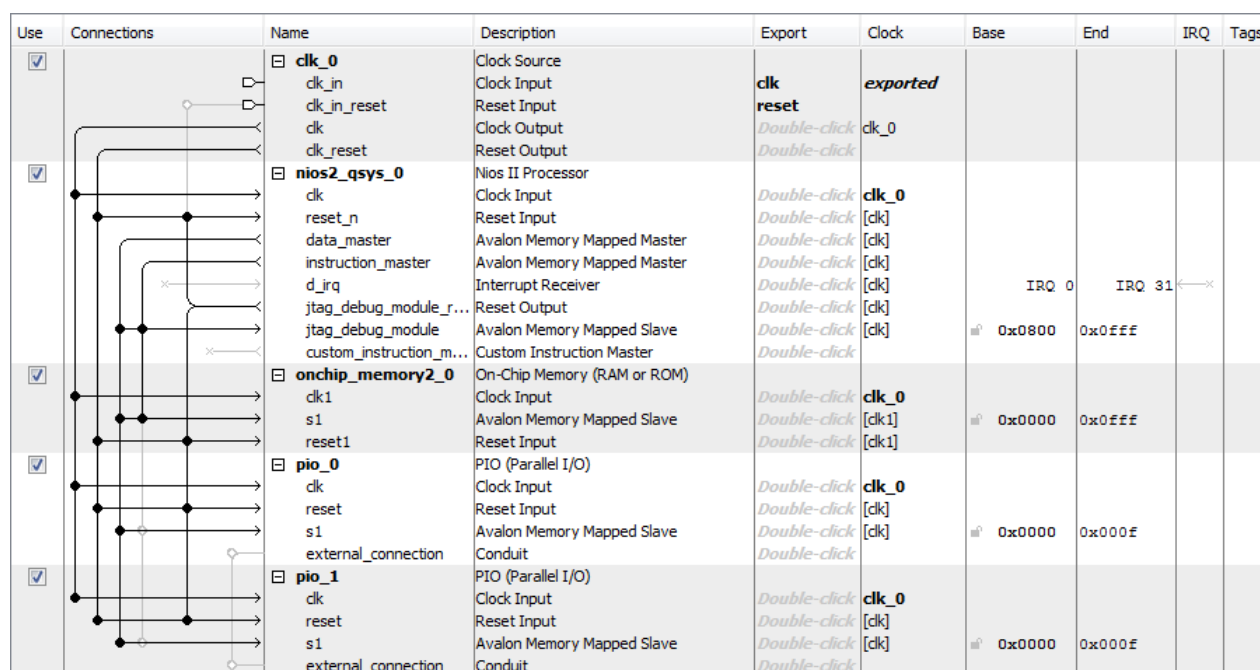 Use Connections Name Description Export Clock Base End IRQ Tags
clk_0 Clock Source
clk_in Clock Input clk exported
clk_in_reset Reset Input reset
clk Clock Output Double-click clk_0
clk_reset Reset Output Double-click
nios2_qsys_0 Nios II Processor
clk Clock Input Double-click clk_0
reset_n Reset Input Double-click [clk]
data_master Avalon Memory Mapped Master Double-click [clk]
instruction_master Avalon Memory Mapped Master Double-click [clk]
d_irq Interrupt Receiver Double-click [clk] IRQ 0 IRQ 31
jtag_debug_module_r... Reset Output Double-click [clk]
jtag_debug_module Avalon Memory Mapped Slave Double-click [clk] 0x0800 0x0fff
custom_instruction_m... Custom Instruction Master Double-click
onchip_memory2_0 On-Chip Memory (RAM or ROM)
clk1 Clock Input Double-click clk_0
s1 Avalon Memory Mapped Slave Double-click [clk1] 0x0000 0x0fff
reset1 Reset Input Double-click [clk1]
pio_0 PIO (Parallel I/O)
clk Clock Input Double-click clk_0
reset Reset Input Double-click [clk]
s1 Avalon Memory Mapped Slave Double-click [clk] 0x0000 0x000f
external_connection Conduit Double-click
pio_1 PIO (Parallel I/O)
clk Clock Input Double-click clk_0
reset Reset Input Double-click [clk]
s1 Avalon Memory Mapped Slave Double-click [clk] 0x0000 0x000f
external_connection Conduit Double-click